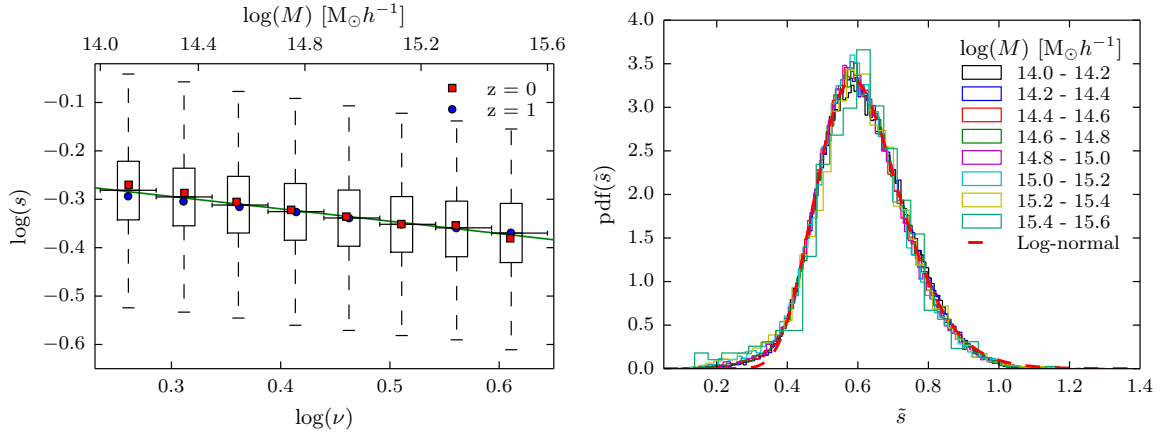 log(M) [M⊙h⁻¹]
14.0 14.4 14.8 15.2 15.6
z = 0
z = 1
−0.1
−0.2
−0.3
−0.4
−0.5
−0.6
log(s)
0.3 0.4 0.5 0.6
log(ν)
log(M) [M⊙h⁻¹]
14.0 - 14.2
14.2 - 14.4
14.4 - 14.6
14.6 - 14.8
14.8 - 15.0
15.0 - 15.2
15.2 - 15.4
15.4 - 15.6
Log-normal
4.0
3.5
3.0
2.5
2.0
1.5
1.0
0.5
0.0
pdf(s̃)
0.2 0.4 0.6 0.8 1.0 1.2 1.4
s̃